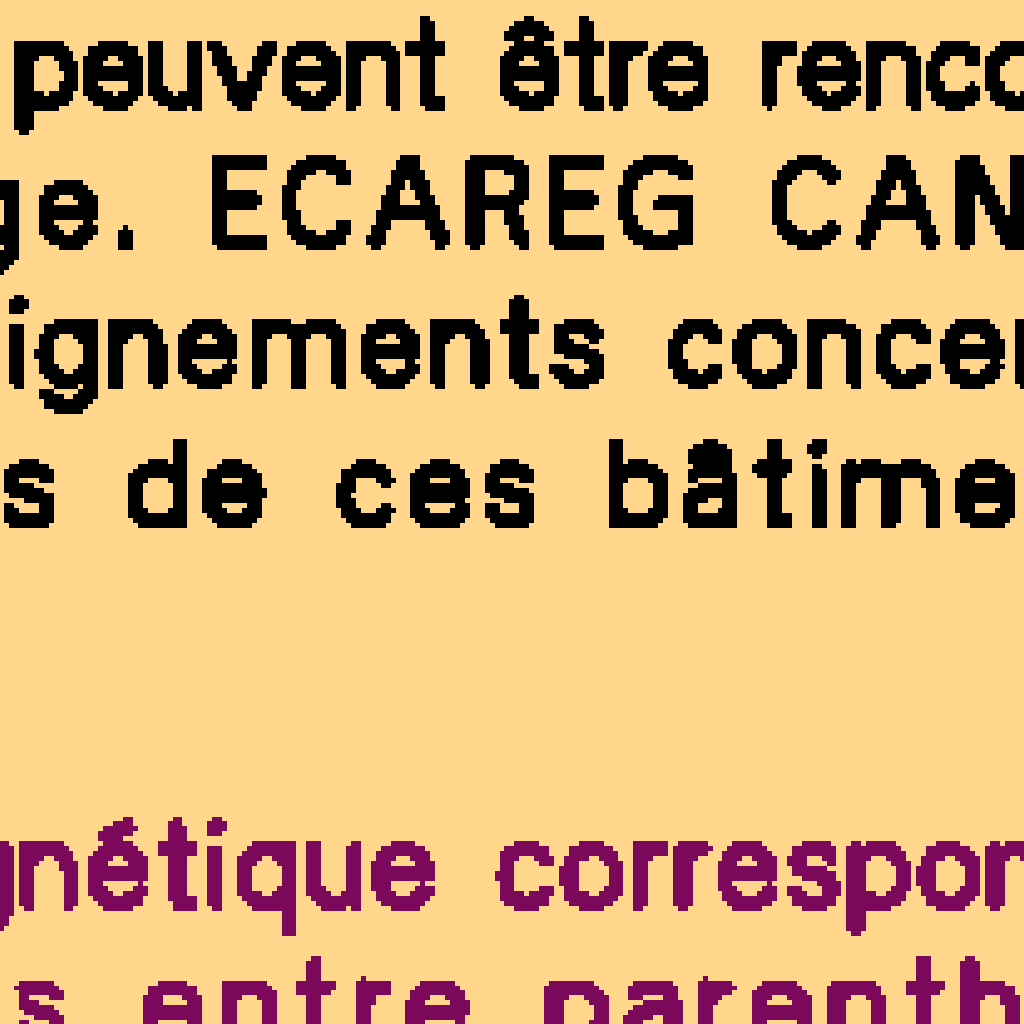 peuvent être renco
ge. ECAREG CAN
ignements concer
s de ces bâtime
gnétique correspon
s entre parenth